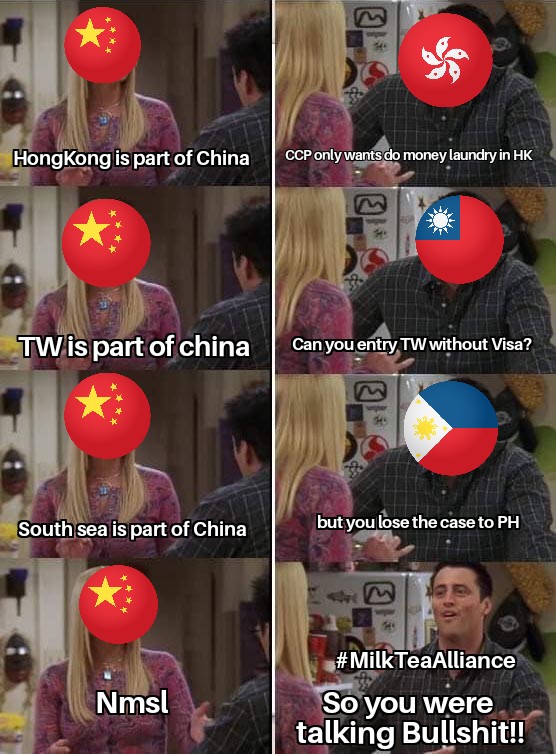 HongKong is part of China
CCP only wants do money laundry in HK
TW is part of china
Can you entry TW without Visa?
South sea is part of China
but you lose the case to PH
Nmsl
#MilkTeaAlliance
So you were
talking Bullshit!!